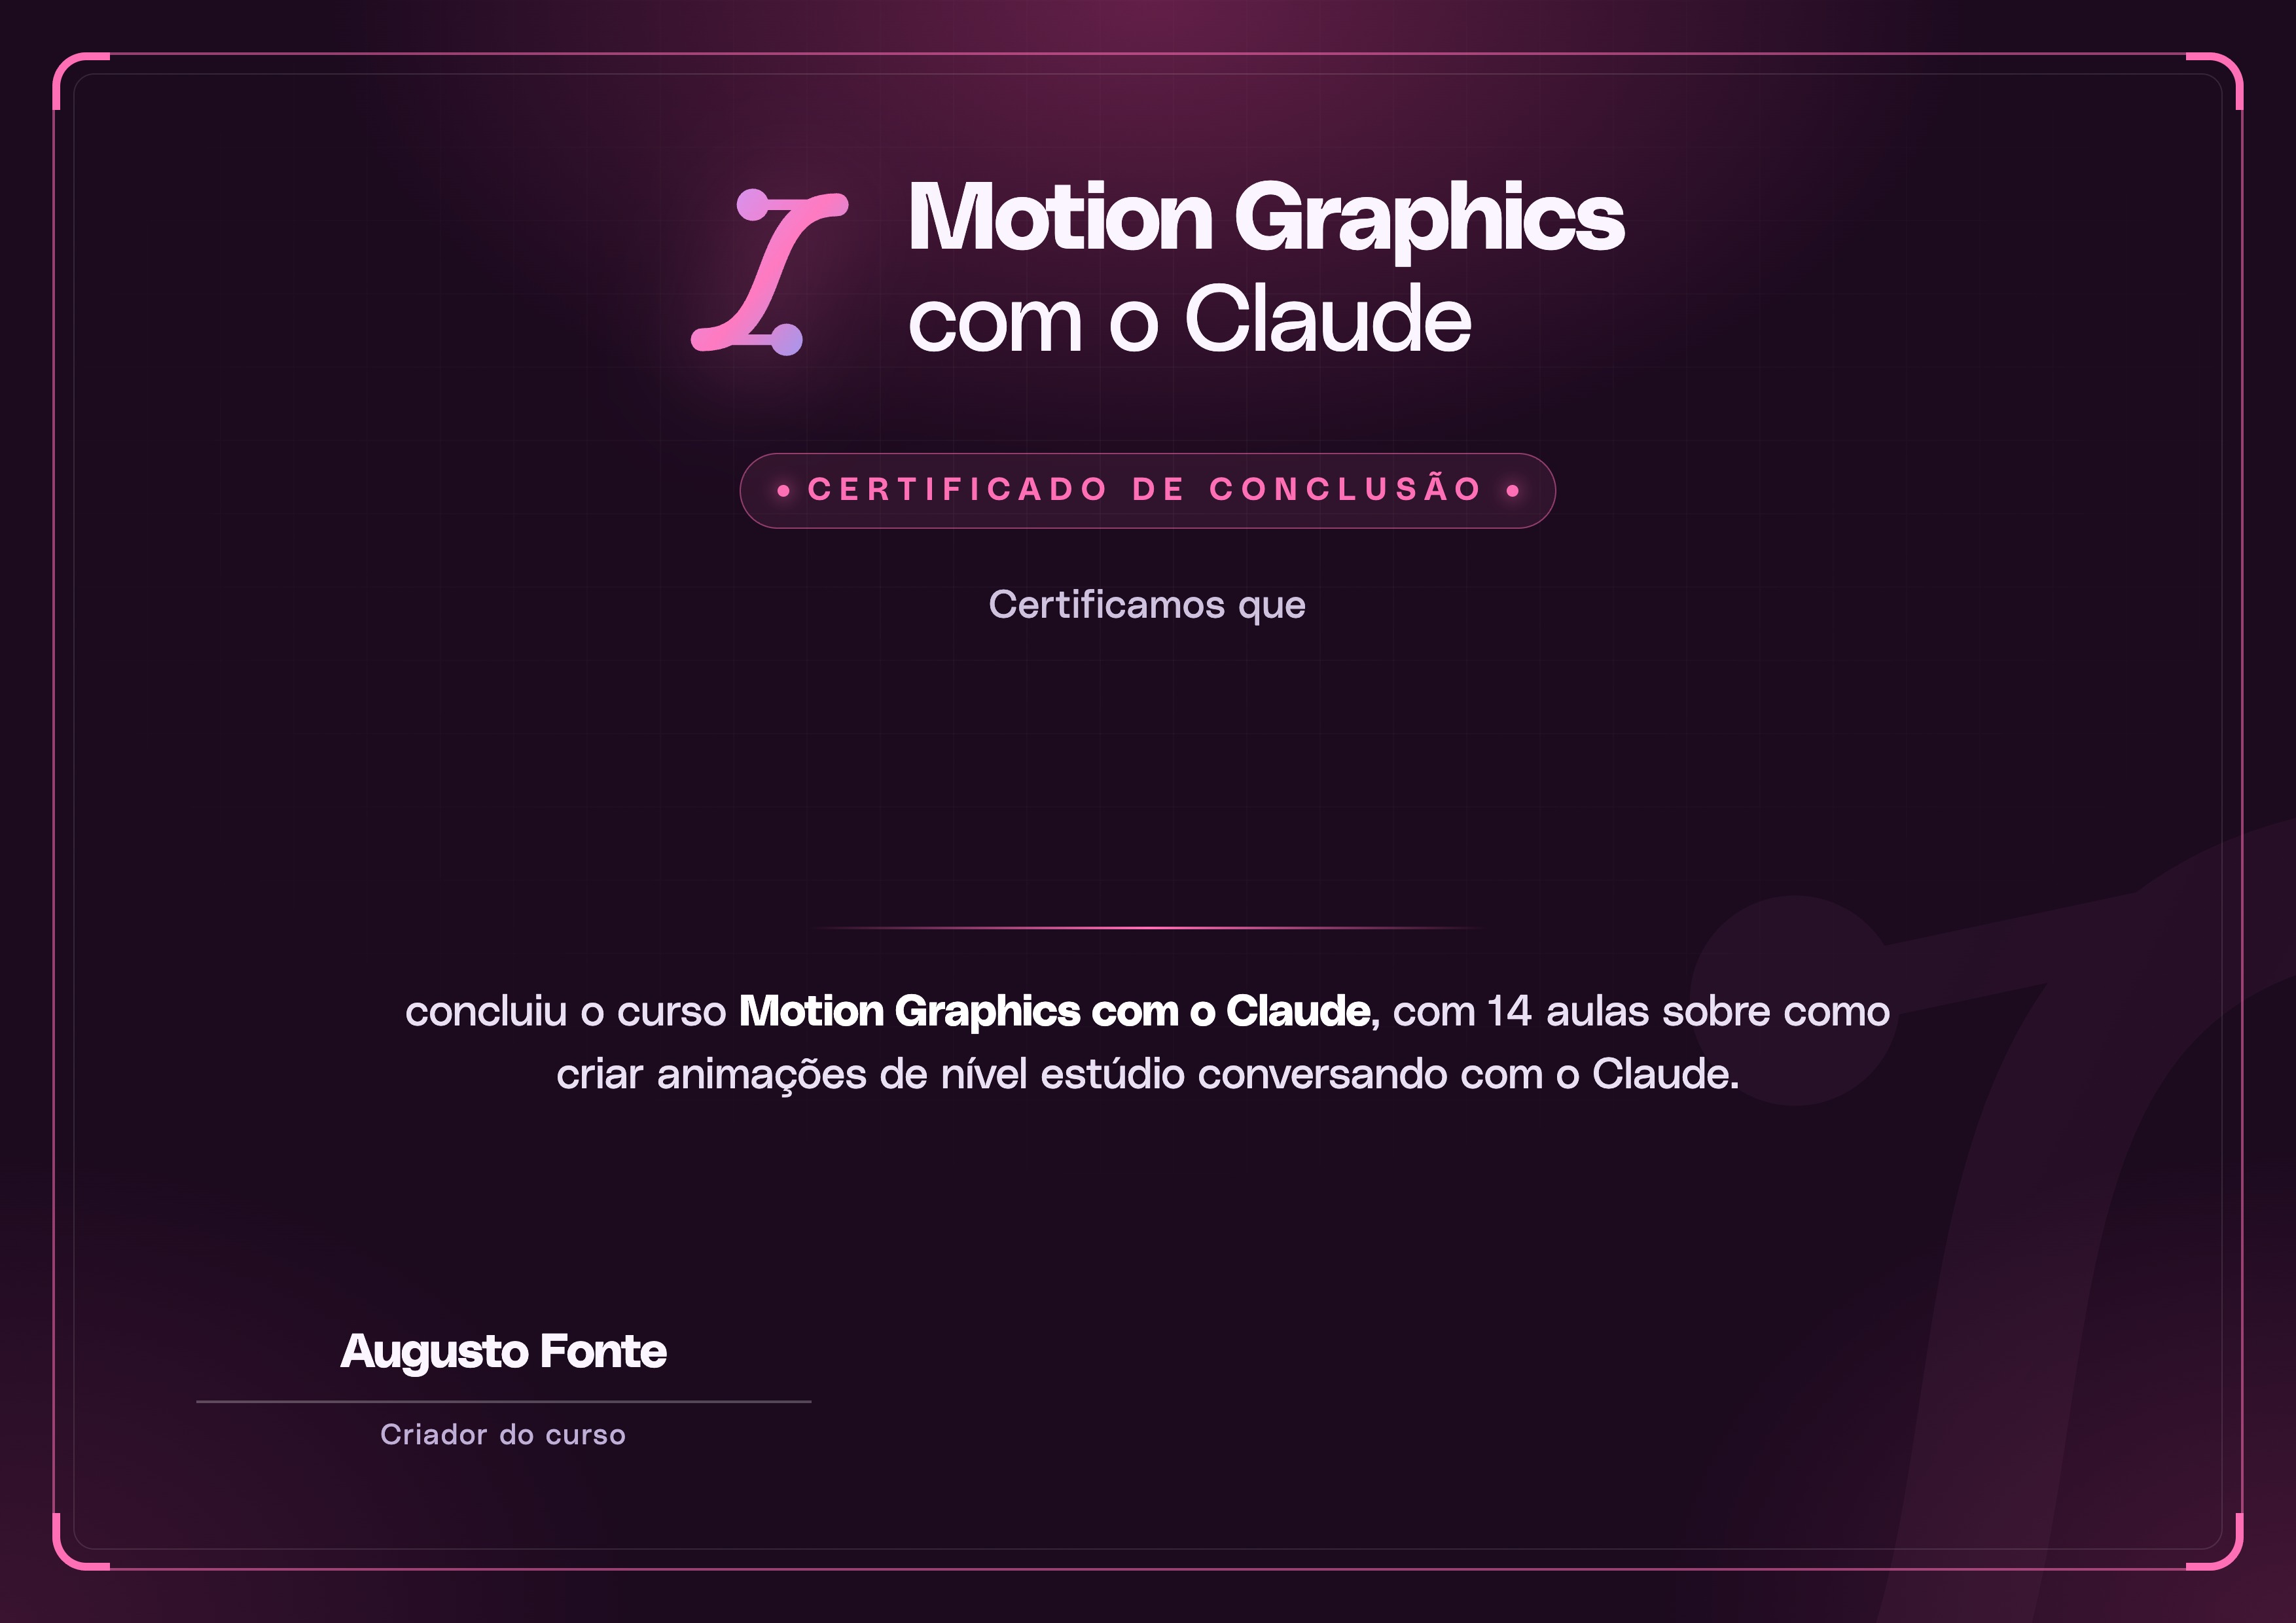 Motion Graphics
com o Claude
CERTIFICADO DE CONCLUSÃO
Certificamos que
concluiu o curso Motion Graphics com o Claude, com 14 aulas sobre como
criar animações de nível estúdio conversando com o Claude.
Augusto Fonte
Criador do curso